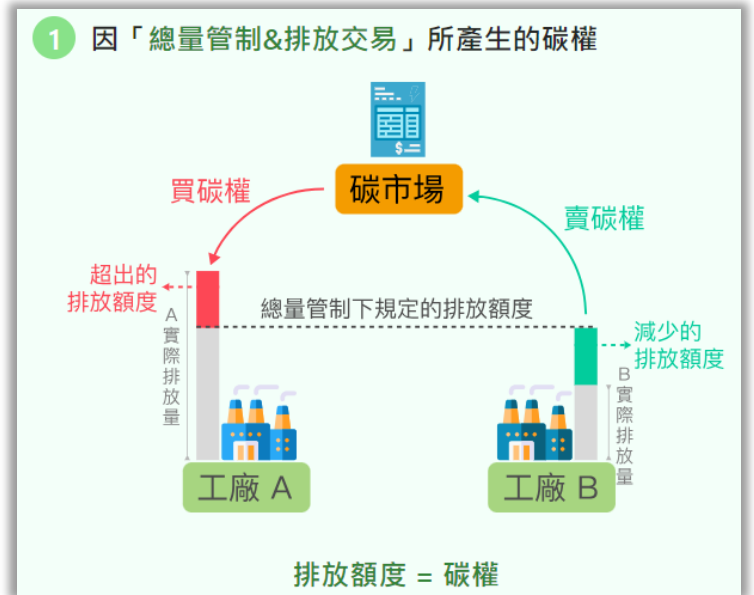 1 因「總量管制&排放交易」所產生的碳權
$
碳市場
買碳權
賣碳權
超出的
排放額度
總量管制下規定的排放額度
減少的
排放額度
A實際排放量
B實際排放量
工廠 A
工廠 B
排放額度 = 碳權